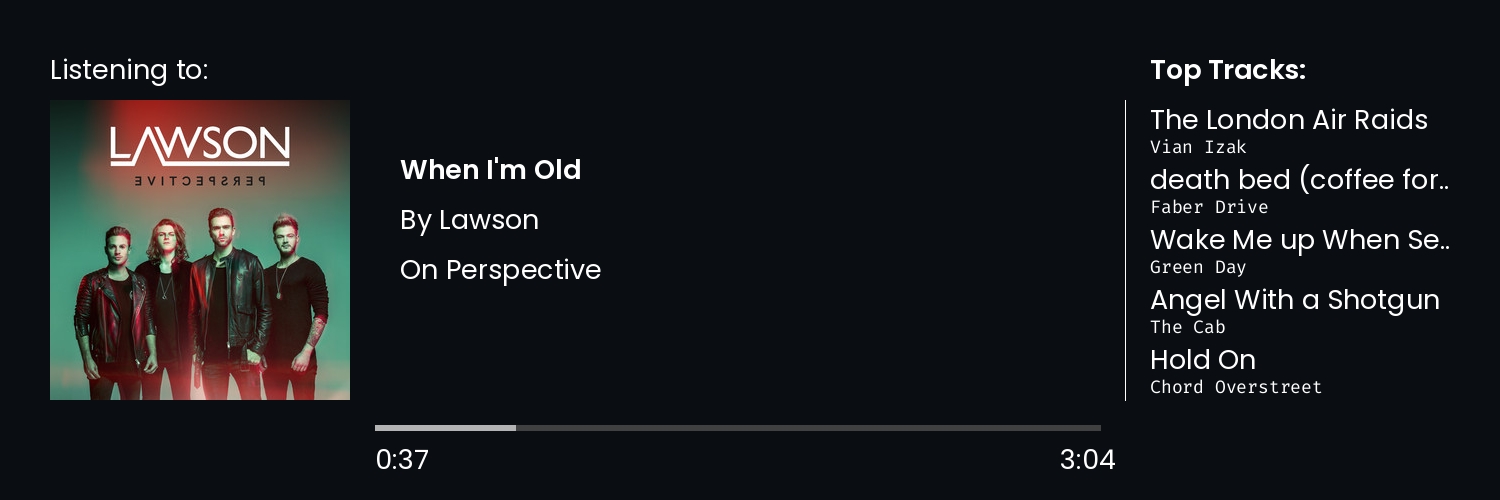 Listening to:
LAWSON
PERSPECTIVE
When I'm Old
By Lawson
On Perspective
0:37
3:04
Top Tracks:
The London Air Raids
Vian Izak
death bed (coffee for..
Faber Drive
Wake Me up When Se..
Green Day
Angel With a Shotgun
The Cab
Hold On
Chord Overstreet